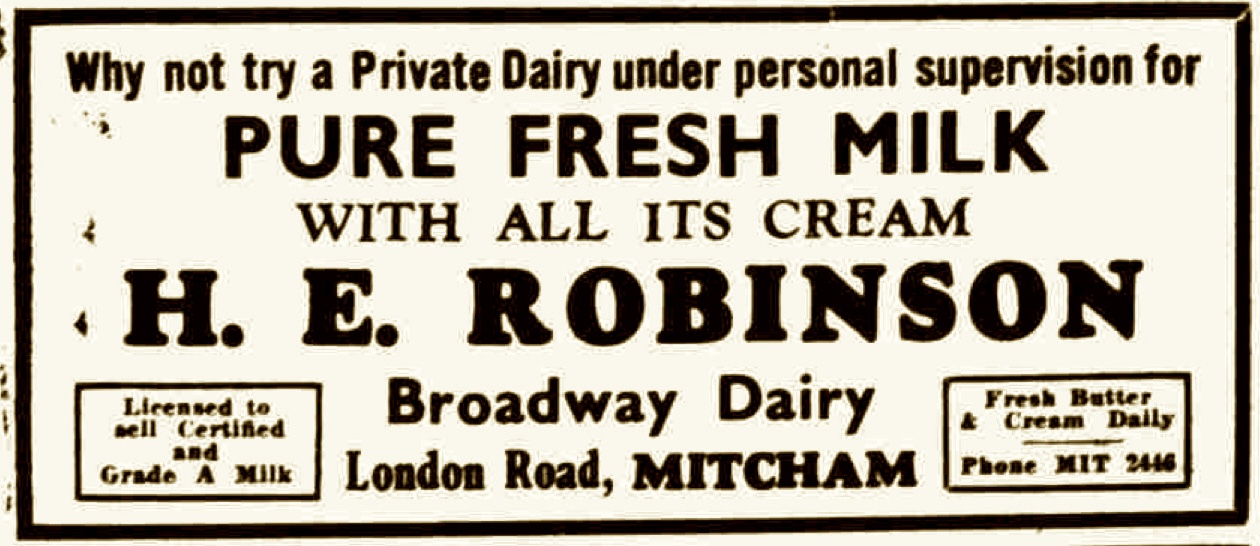 Why not try a Private Dairy under personal supervision for
PURE FRESH MILK
WITH ALL ITS CREAM
H. E. ROBINSON
Broadway Dairy
London Road, MITCHAM
Licensed to
sell Certified
and
Grade A Milk
Fresh Butter
& Cream Daily
Phone MIT 2446